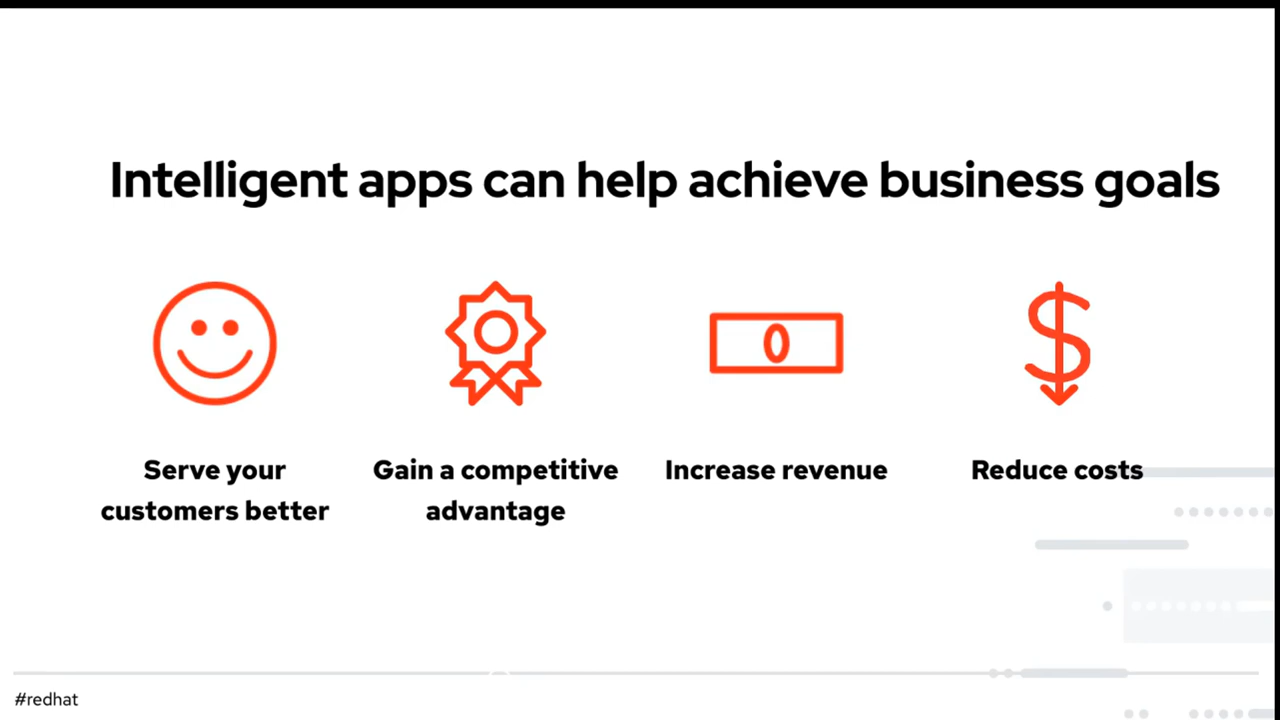 Intelligent apps can help achieve business goals
Serve your
customers better
Gain a competitive
advantage
Increase revenue
Reduce costs
#redhat